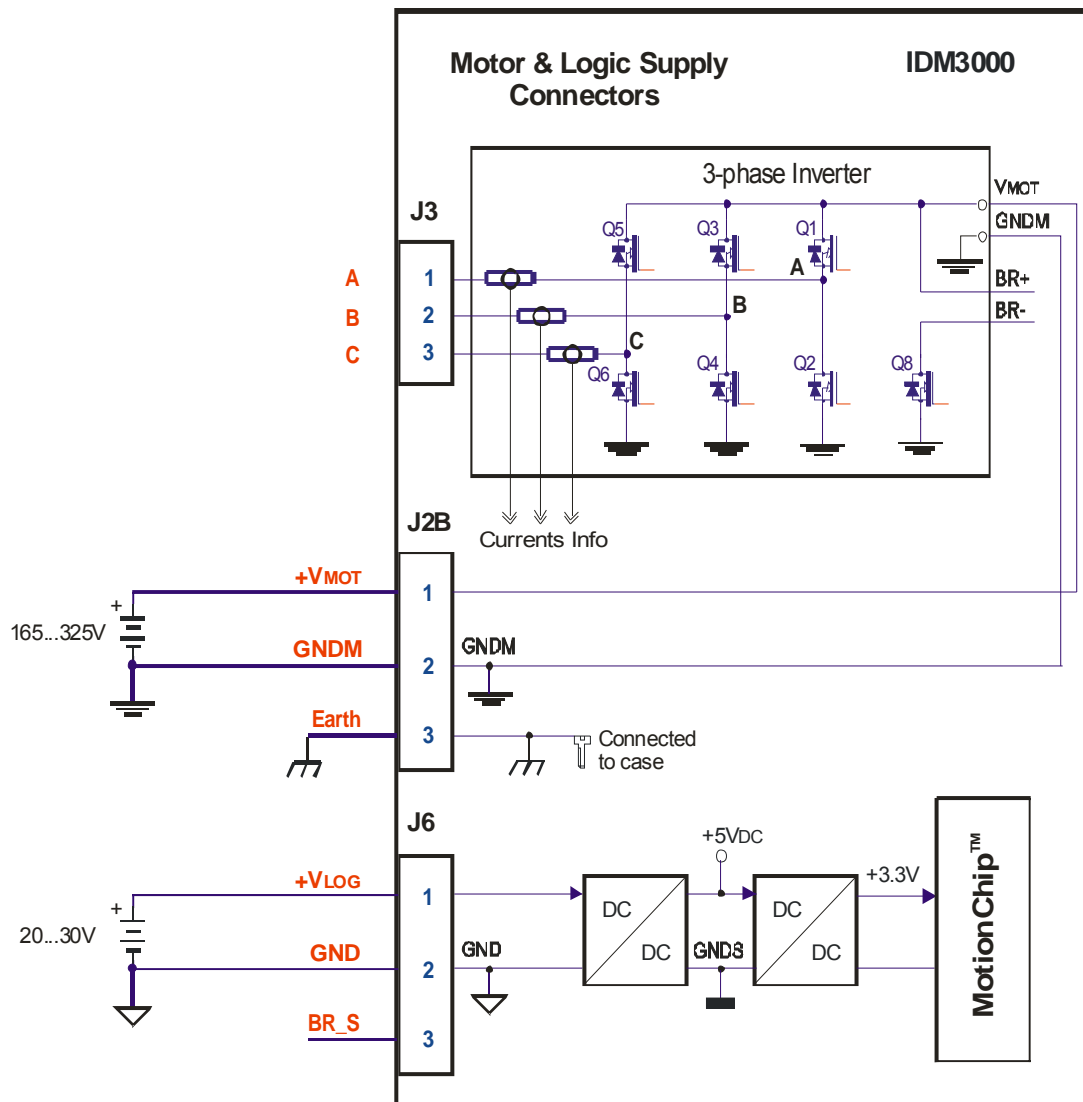 Motor & Logic Supply
Connectors
IDM3000
3-phase Inverter
VMOT
GNDM
BR+
BR-
J3
Q5
Q3
Q1
A
A
1
B
B
2
C
C
3
Q6
Q4
Q2
Q8
Currents Info
J2B
+VMOT
1
165...325V
GNDM
2
GNDM
Earth
3
Connected
to case
J6
+5VDC
+VLOG
1
+3.3V
20...30V
DC
DC
DC
DC
GND
2
GND
GNDS
BR_S
3
MotionChip™